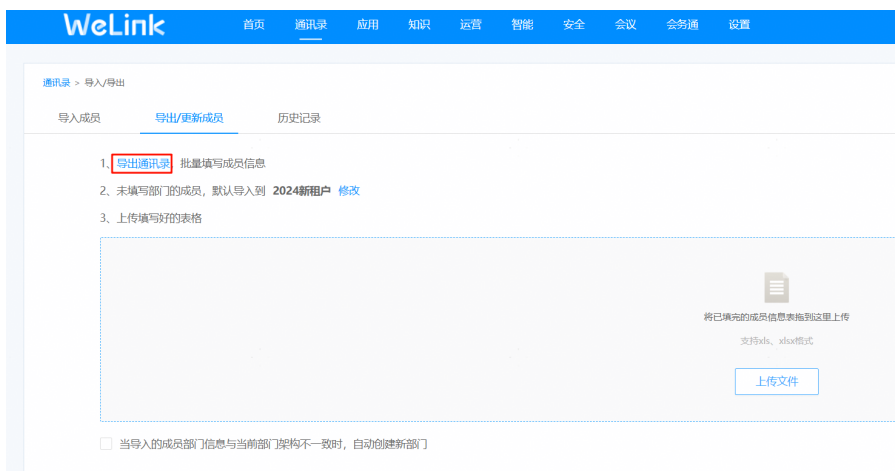 WeLink 首页 通讯录 应用 知识 运营 智能 安全 会议 会务通 设置
通讯录 > 导入/导出
导入成员 导出/更新成员 历史记录
1、导出通讯录，批量填写成员信息
2、未填写部门的成员，默认导入到 2024新租户 修改
3、上传填写好的表格
将已填完的成员信息表拖到这里上传
支持xls、xlsx格式
上传文件
当导入的成员部门信息与当前部门架构不一致时，自动创建新部门